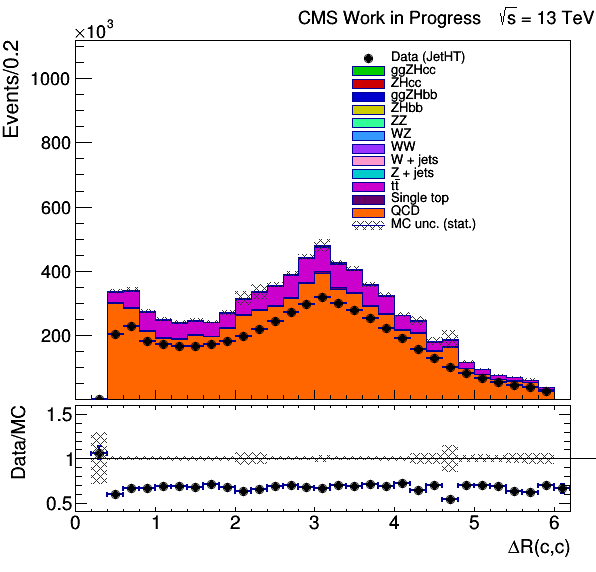 CMS Work in Progress √s = 13 TeV
×10³
Events/0.2
1000
800
600
400
200
Data (JetHT)
ggZHcc
ZHcc
ggZHbb
ZHbb
ZZ
WZ
WW
W + jets
Z + jets
tt̄
Single top
QCD
MC unc. (stat.)
Data/MC
1.5
1
0.5
0 1 2 3 4 5 6
ΔR(c,c)